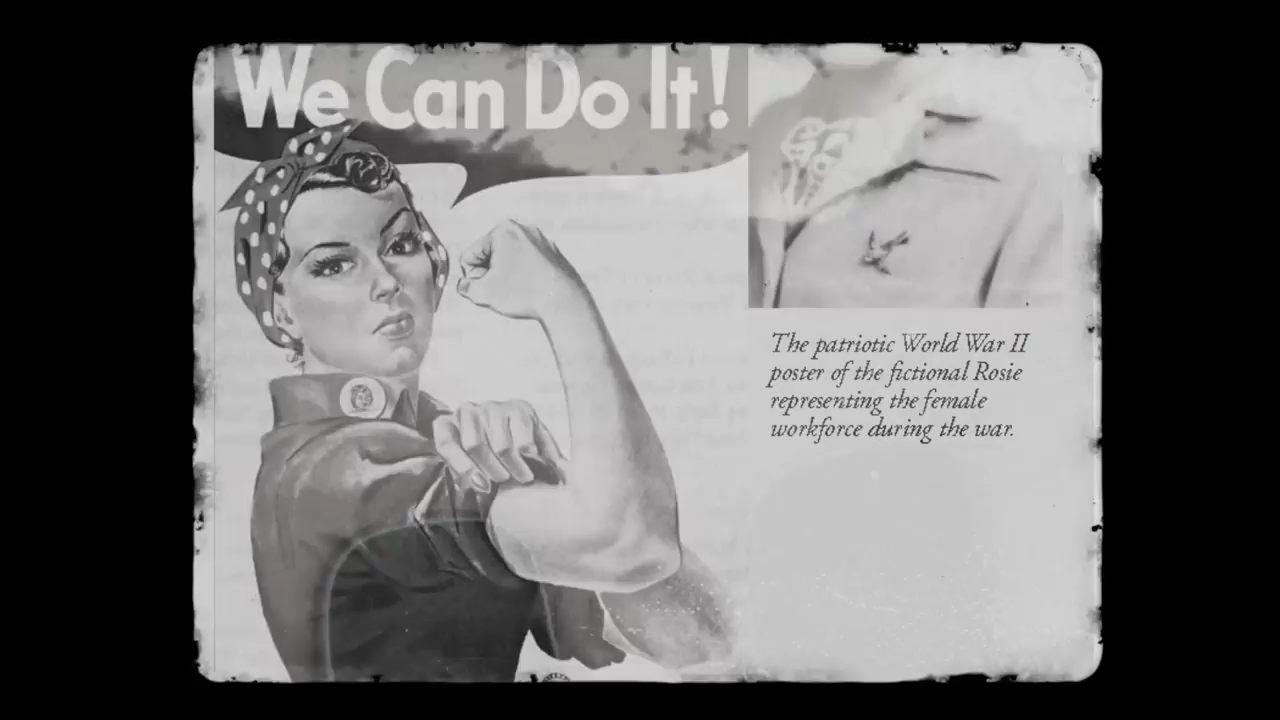 We Can Do It!
The patriotic World War II
poster of the fictional Rosie
representing the female
workforce during the war.